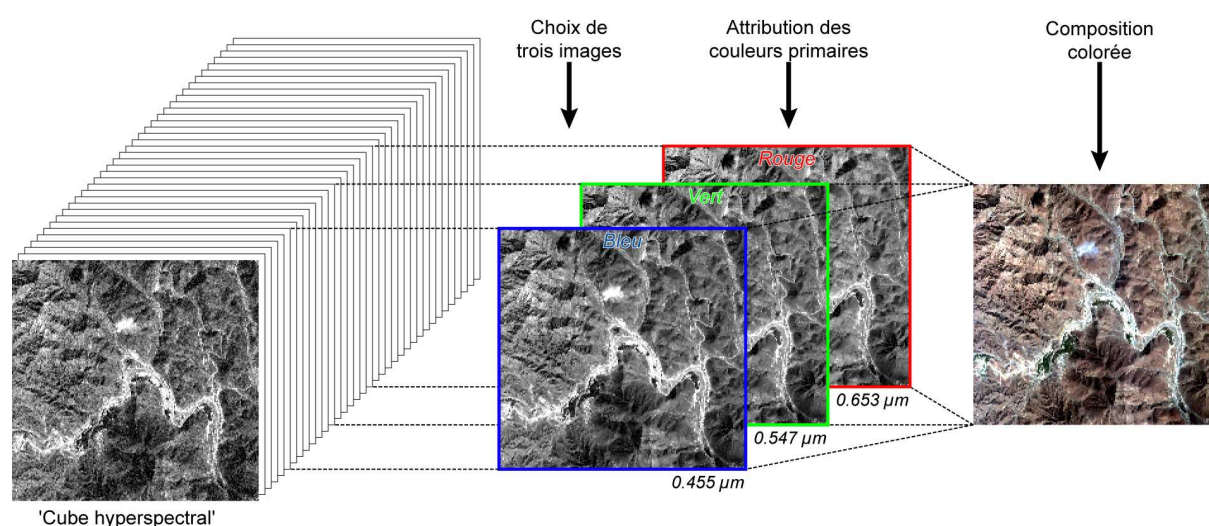 Choix de
trois images
Attribution des
couleurs primaires
Composition
colorée
Rouge
Vert
Bleu
0.653 µm
0.547 µm
0.455 µm
'Cube hyperspectral'